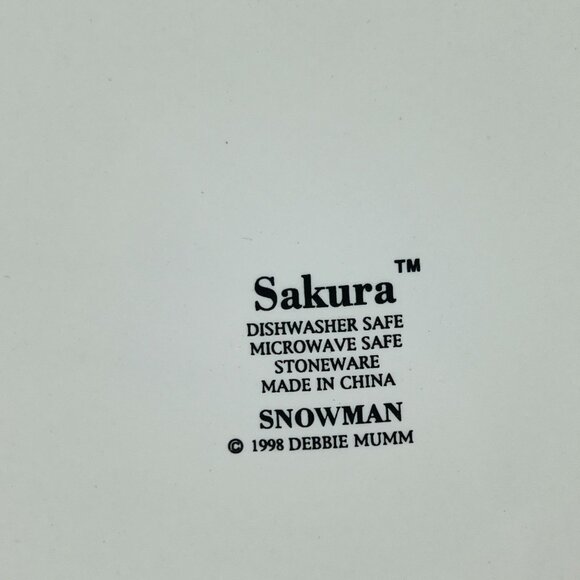 Sakura™
DISHWASHER SAFE
MICROWAVE SAFE
STONEWARE
MADE IN CHINA
SNOWMAN
© 1998 DEBBIE MUMM